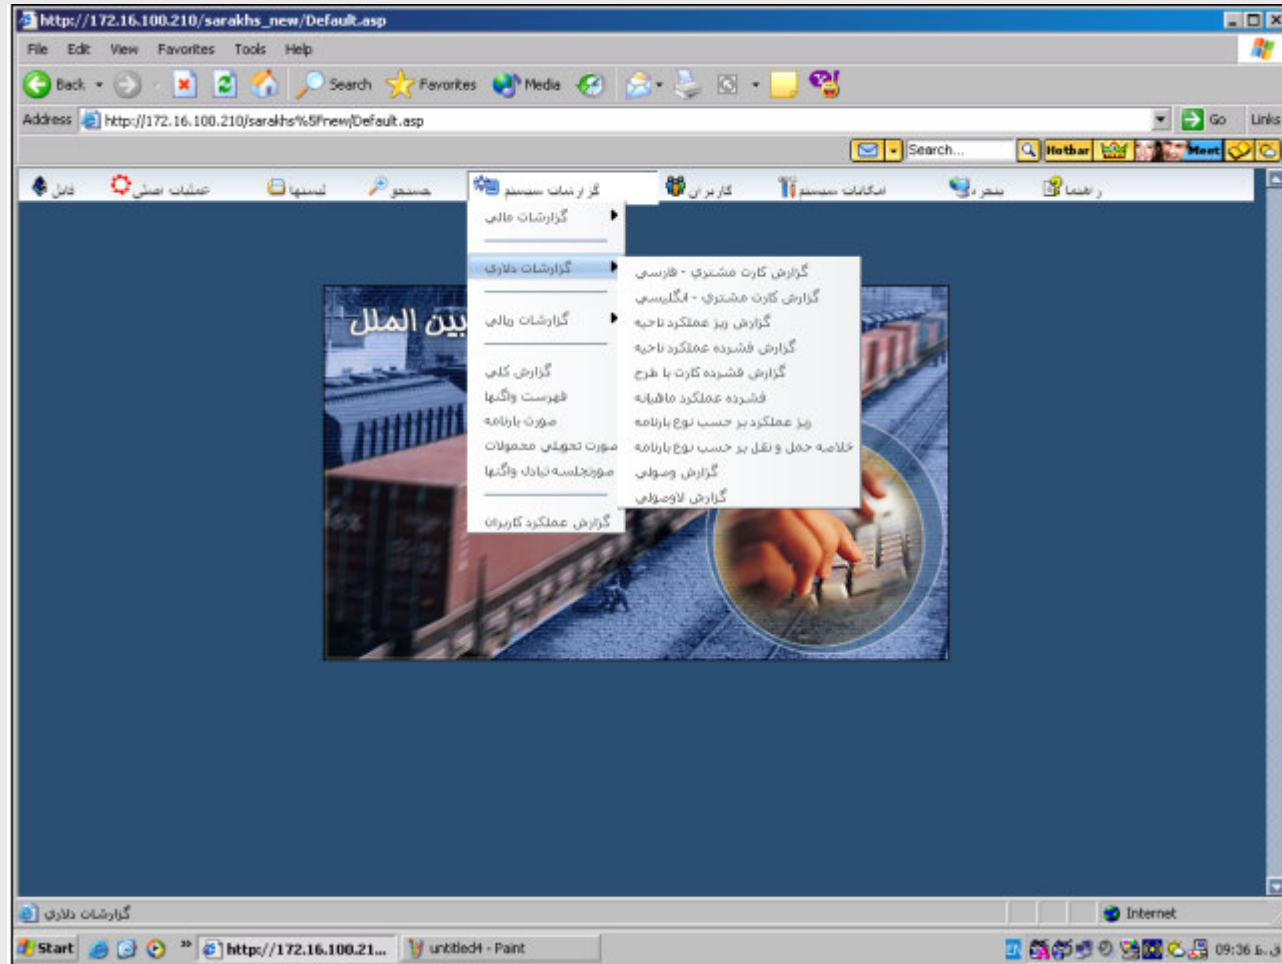 http://172.16.100.210/sarakhs_new/Default.asp
File Edit View Favorites Tools Help
Back Search Favorites Media
Address http://172.16.100.210/sarakhs%5Fnew/Default.asp Go Links
Search... Hotbar Meet
فایل عملیات اصلی لیستها جستجو گزارشات سیستم کاربران امکانات سیستم پنجره راهنما
گزارشات مالی
گزارشات دلاری
گزارشات ریالی
گزارش کلی
فهرست واگنها
صورت بارنامه
صورت تحویلی محمولات
صورتجلسه تبادل واگنها
گزارش عملکرد کاربران
گزارش کارت مشتری - فارسی
گزارش کارت مشتری - انگلیسی
گزارش ریز عملکرد ناحیه
گزارش فشرده عملکرد ناحیه
گزارش فشرده کارت با طرح
فشرده عملکرد ماهیانه
ریز عملکرد بر حسب نوع بارنامه
خلاصه حمل و نقل بر حسب نوع بارنامه
گزارش وصولی
گزارش لاوصولی
بین الملل
گزارشات دلاری
Internet
Start http://172.16.100.21... untitled4 - Paint EN 09:36 ق.ظ